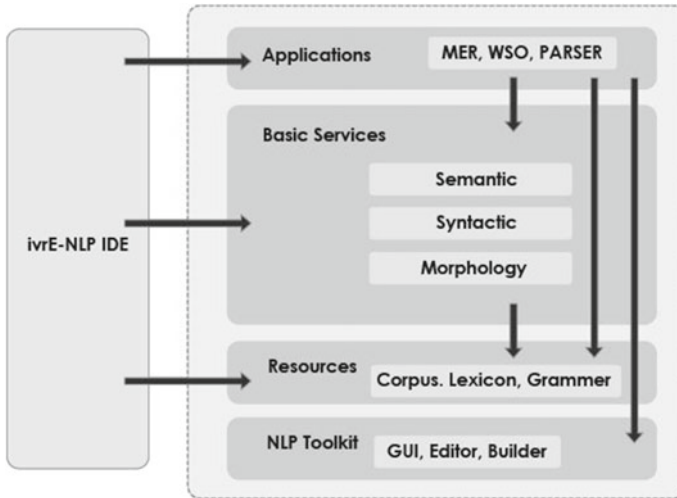 Applications
MER, WSO, PARSER
Basic Services
Semantic
Syntactic
ivrE-NLP IDE
Morphology
Resources
Corpus. Lexicon, Grammer
NLP Toolkit
GUI, Editor, Builder